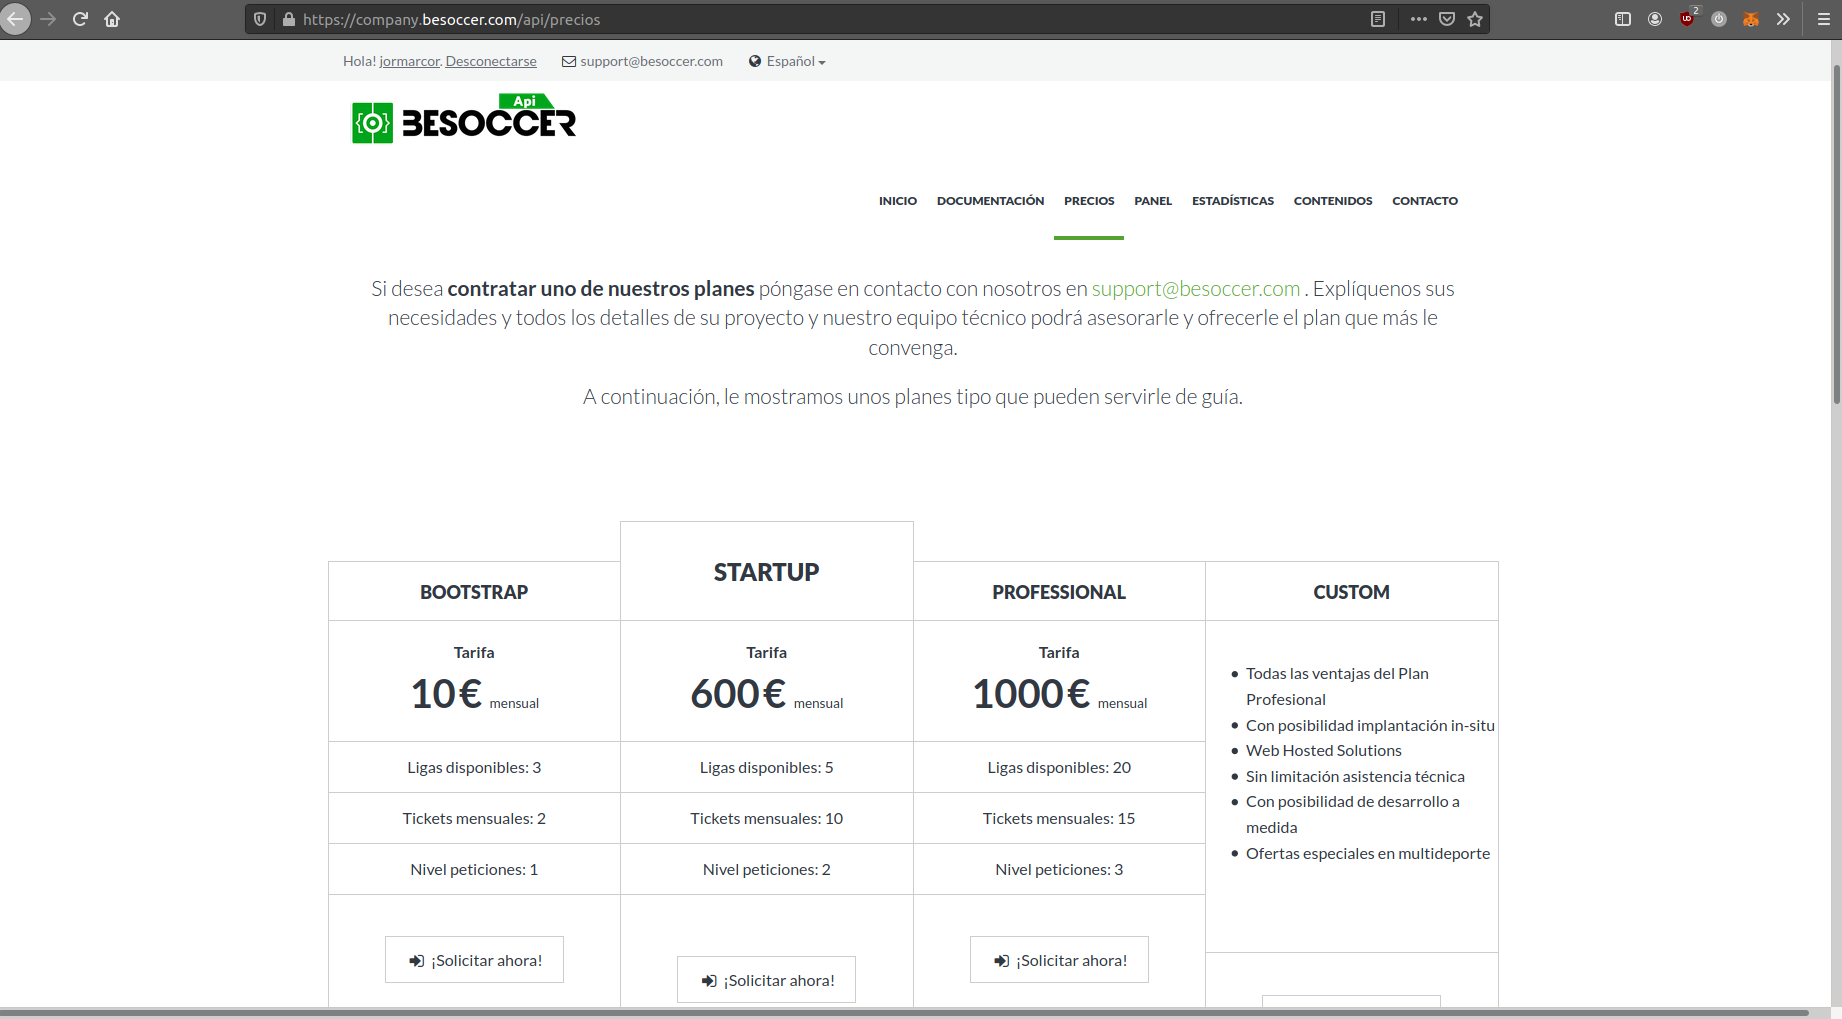 https://company.besoccer.com/api/precios
2
Hola! jormarcor. Desconectarse support@besoccer.com Español
Api
BESOCCER
INICIO DOCUMENTACIÓN PRECIOS PANEL ESTADÍSTICAS CONTENIDOS CONTACTO
Si desea contratar uno de nuestros planes póngase en contacto con nosotros en support@besoccer.com . Explíquenos sus
necesidades y todos los detalles de su proyecto y nuestro equipo técnico podrá asesorarle y ofrecerle el plan que más le
convenga.
A continuación, le mostramos unos planes tipo que pueden servirle de guía.
BOOTSTRAP
Tarifa
10€ mensual
Ligas disponibles: 3
Tickets mensuales: 2
Nivel peticiones: 1
¡Solicitar ahora!
STARTUP
Tarifa
600€ mensual
Ligas disponibles: 5
Tickets mensuales: 10
Nivel peticiones: 2
¡Solicitar ahora!
PROFESSIONAL
Tarifa
1000€ mensual
Ligas disponibles: 20
Tickets mensuales: 15
Nivel peticiones: 3
¡Solicitar ahora!
CUSTOM
Todas las ventajas del Plan
Profesional
Con posibilidad implantación in-situ
Web Hosted Solutions
Sin limitación asistencia técnica
Con posibilidad de desarrollo a
medida
Ofertas especiales en multideporte